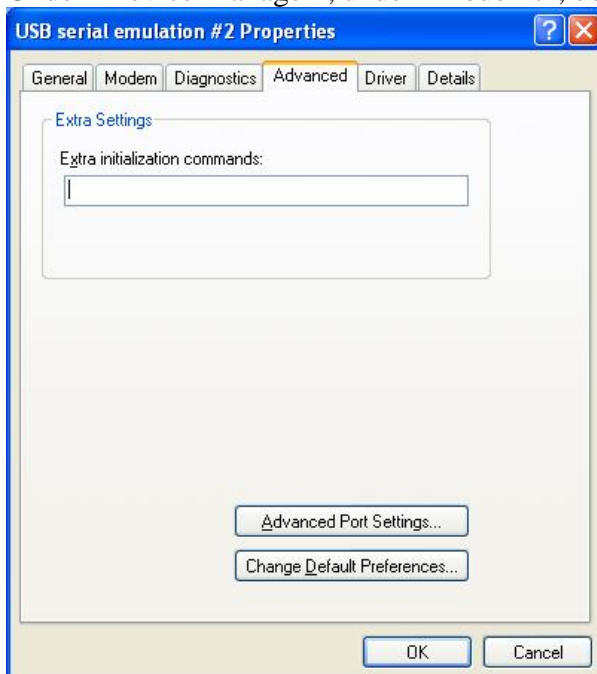 USB serial emulation #2 Properties
General Modem Diagnostics Advanced Driver Details
Extra Settings
Extra initialization commands:
Advanced Port Settings...
Change Default Preferences...
OK Cancel